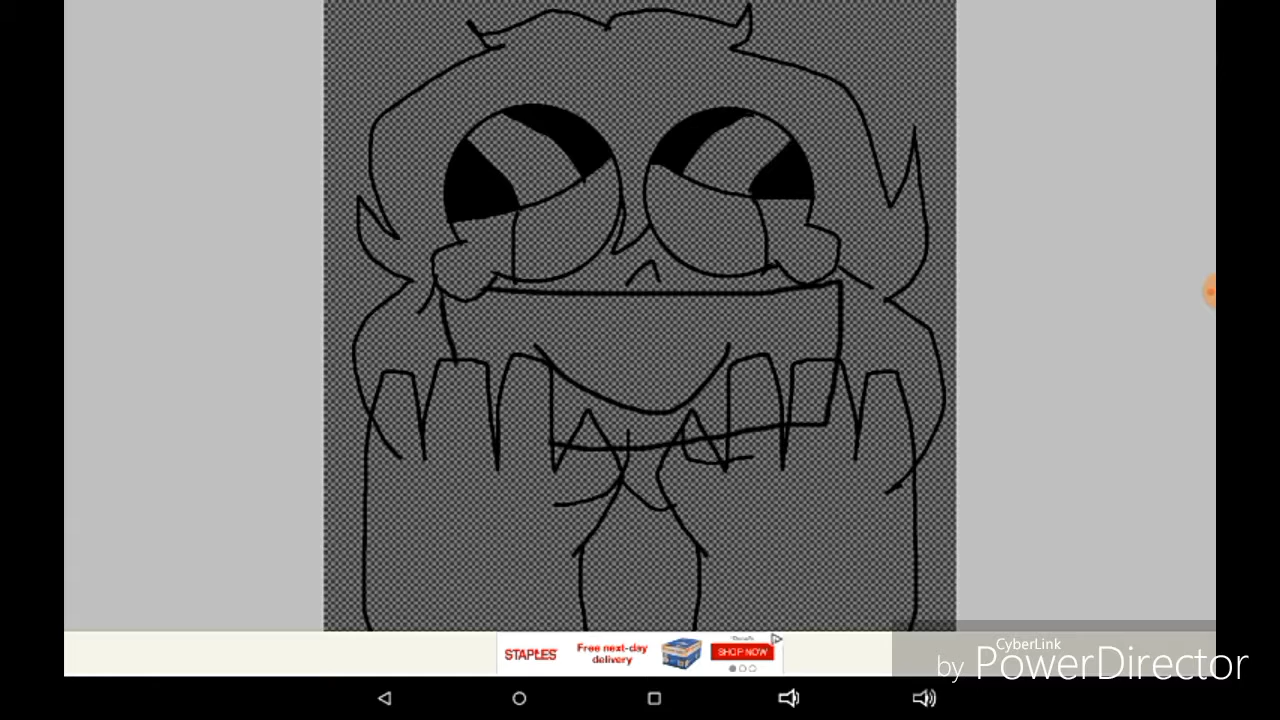 STAPLES
Free next-day
delivery
SHOP NOW
CyberLink
by PowerDirector